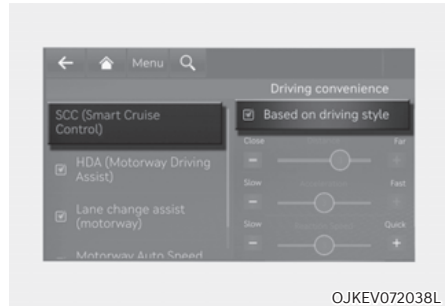 Menu
Driving convenience
SCC (Smart Cruise
Control)
HDA (Motorway Driving
Assist)
Lane change assist
(motorway)
Motorway Auto Speed
Based on driving style
Close Far
Slow Fast
Slow Quick
OJKEV072038L